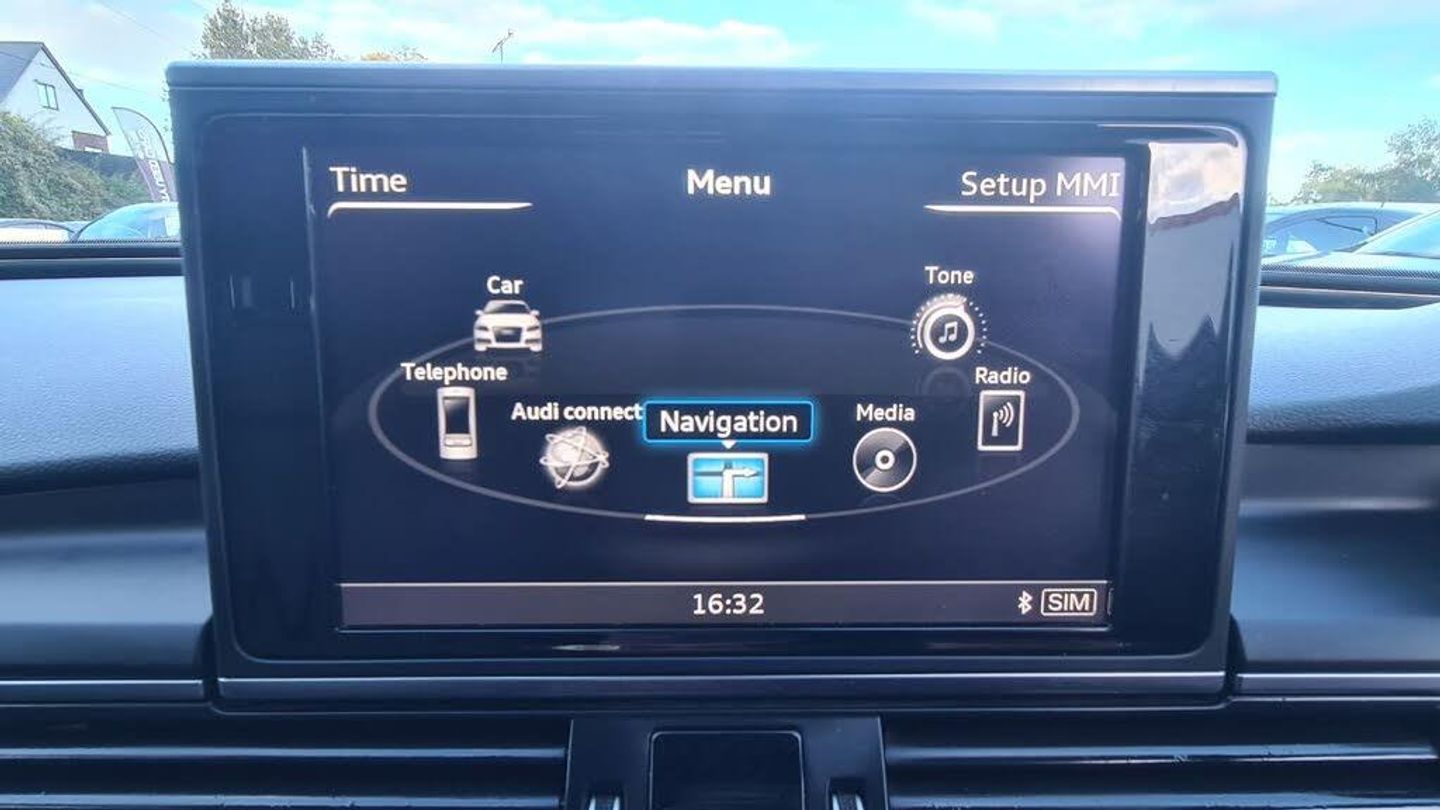 Time
Menu
Setup MMI
Car
Tone
Telephone
Radio
Audi connect
Navigation
Media
16:32
SIM